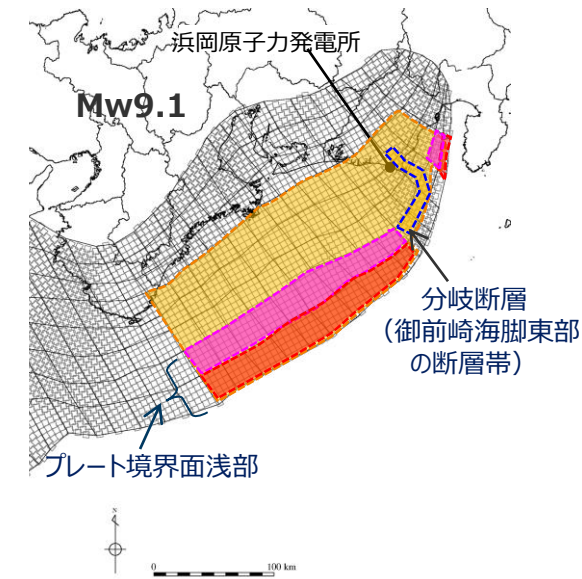 浜岡原子力発電所
Mw9.1
分岐断層
（御前崎海脚東部
の断層帯）
プレート境界面浅部
N
0 100 km